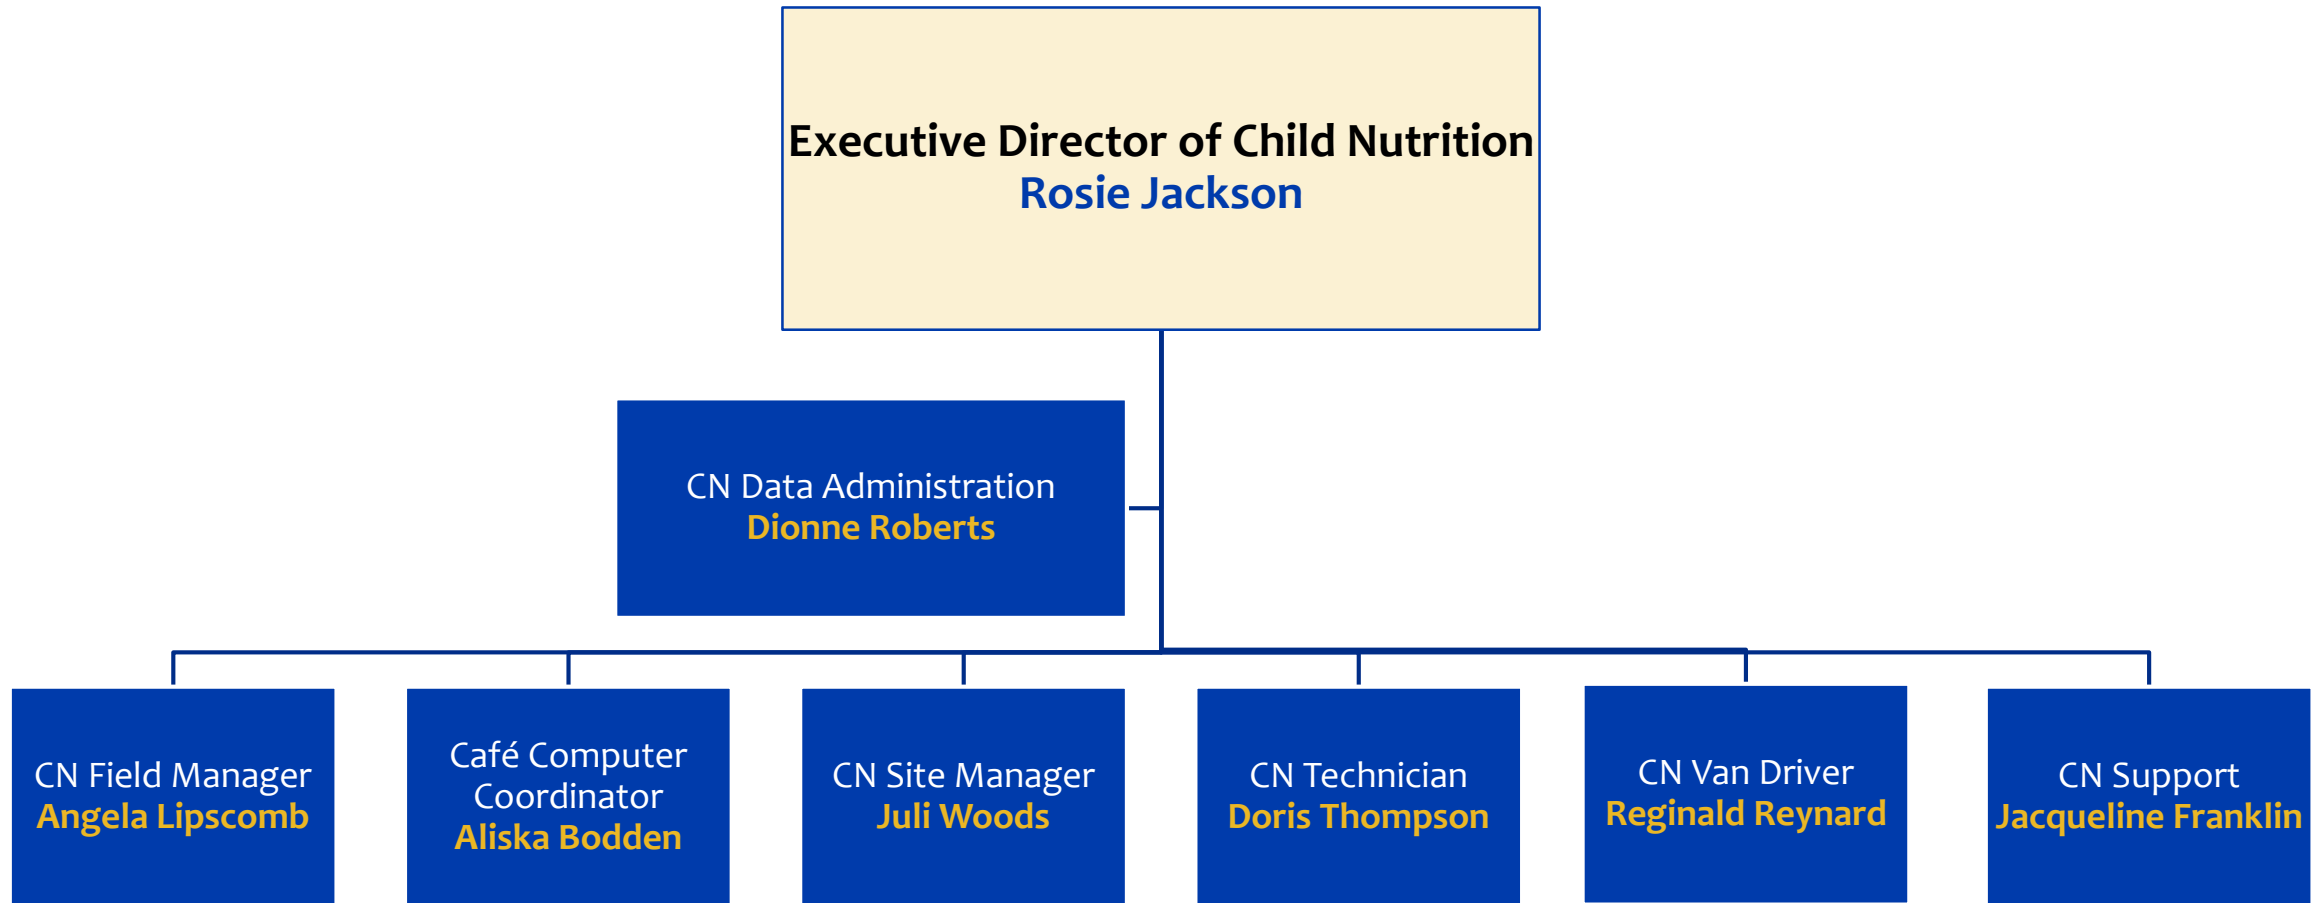 Executive Director of Child Nutrition
Rosie Jackson
CN Data Administration
Dionne Roberts
CN Field Manager
Angela Lipscomb
Café Computer
Coordinator
Aliska Bodden
CN Site Manager
Juli Woods
CN Technician
Doris Thompson
CN Van Driver
Reginald Reynard
CN Support
Jacqueline Franklin